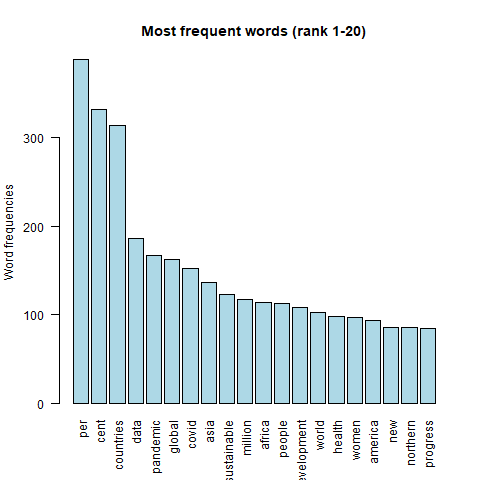 Most frequent words (rank 1-20)
Word frequencies
300
200
100
0
per
cent
countries
data
pandemic
global
covid
asia
sustainable
million
africa
people
evelopment
world
health
women
america
new
northern
progress